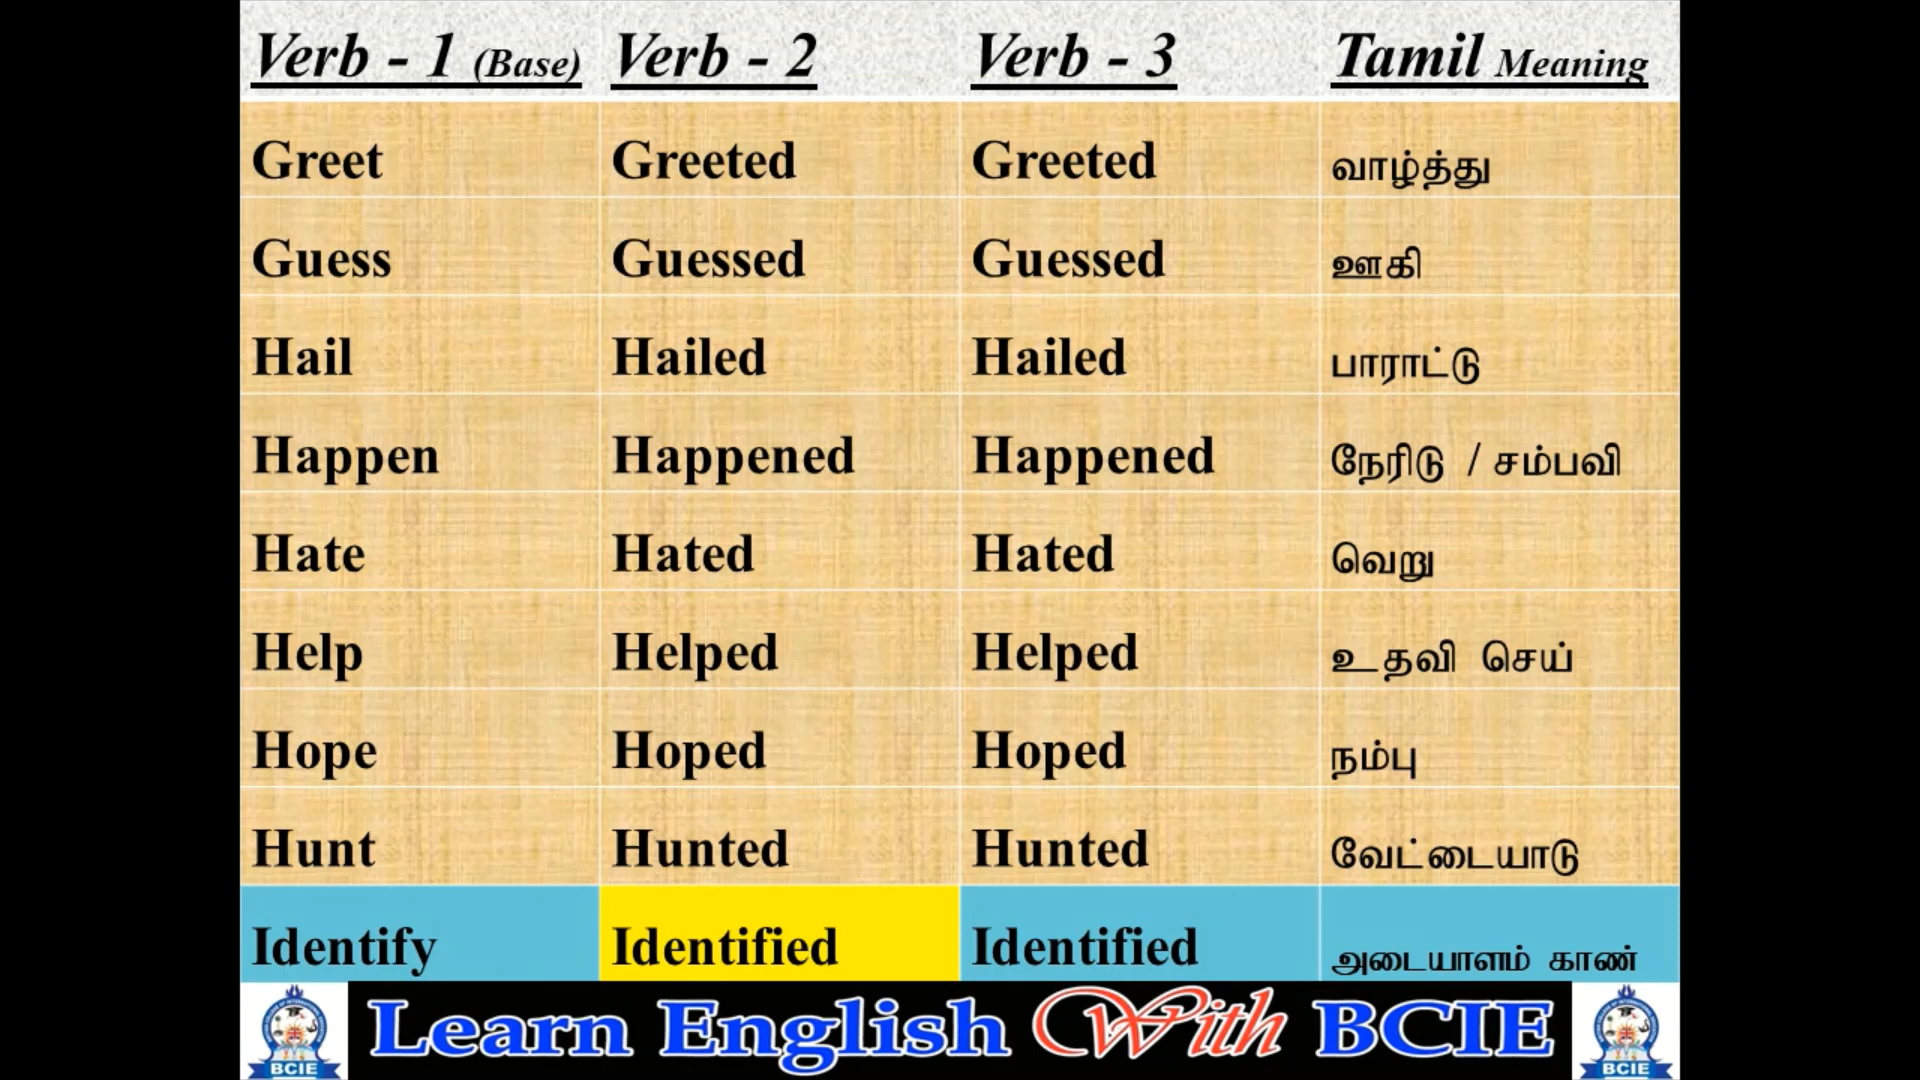 Verb - 1 (Base) Verb - 2 Verb - 3 Tamil Meaning
Greet Greeted Greeted வாழ்த்து
Guess Guessed Guessed ஊகி
Hail Hailed Hailed பாராட்டு
Happen Happened Happened நேரிடு / சம்பவி
Hate Hated Hated வெறு
Help Helped Helped உதவி செய்
Hope Hoped Hoped நம்பு
Hunt Hunted Hunted வேட்டையாடு
Identify Identified Identified அடையாளம் காண்
BCIE Learn English With BCIE BCIE